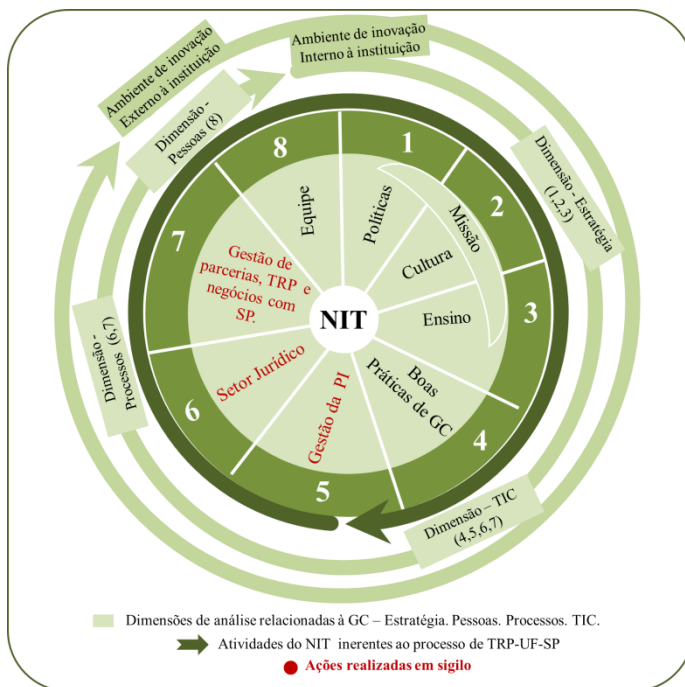 Ambiente de inovação
Externo à instituição
Ambiente de inovação
Interno à instituição
Dimensão -
Pessoas (8)
Dimensão - Estratégia
(1,2,3)
Dimensão -
Processos (6,7)
Dimensão – TIC
(4,5,6,7)
1
2
3
4
5
6
7
8
Políticas
Missão
Cultura
Ensino
Boas
Práticas de GC
Gestão da PI
Setor Jurídico
Gestão de
parcerias, TRP e
negócios com
SP.
Equipe
NIT
Dimensões de análise relacionadas à GC – Estratégia. Pessoas. Processos. TIC.
Atividades do NIT inerentes ao processo de TRP-UF-SP
Ações realizadas em sigilo